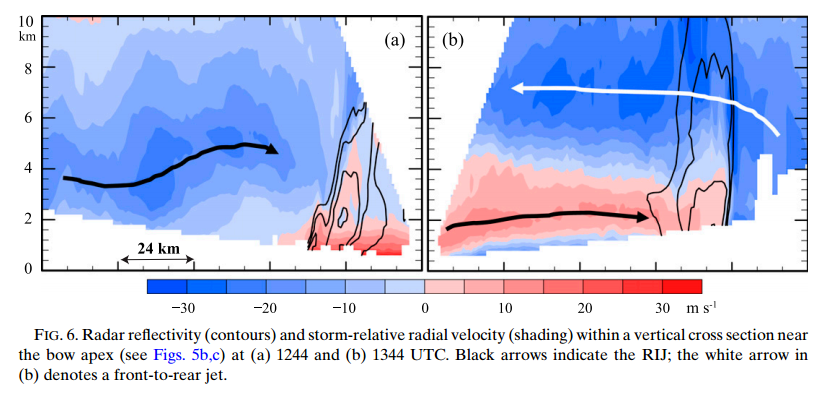 10
km
8
6
4
2
0
(a)
(b)
24 km
−30 −20 −10 0 10 20 30 m s-1
FIG. 6. Radar reflectivity (contours) and storm-relative radial velocity (shading) within a vertical cross section near
the bow apex (see Figs. 5b,c) at (a) 1244 and (b) 1344 UTC. Black arrows indicate the RIJ; the white arrow in
(b) denotes a front-to-rear jet.